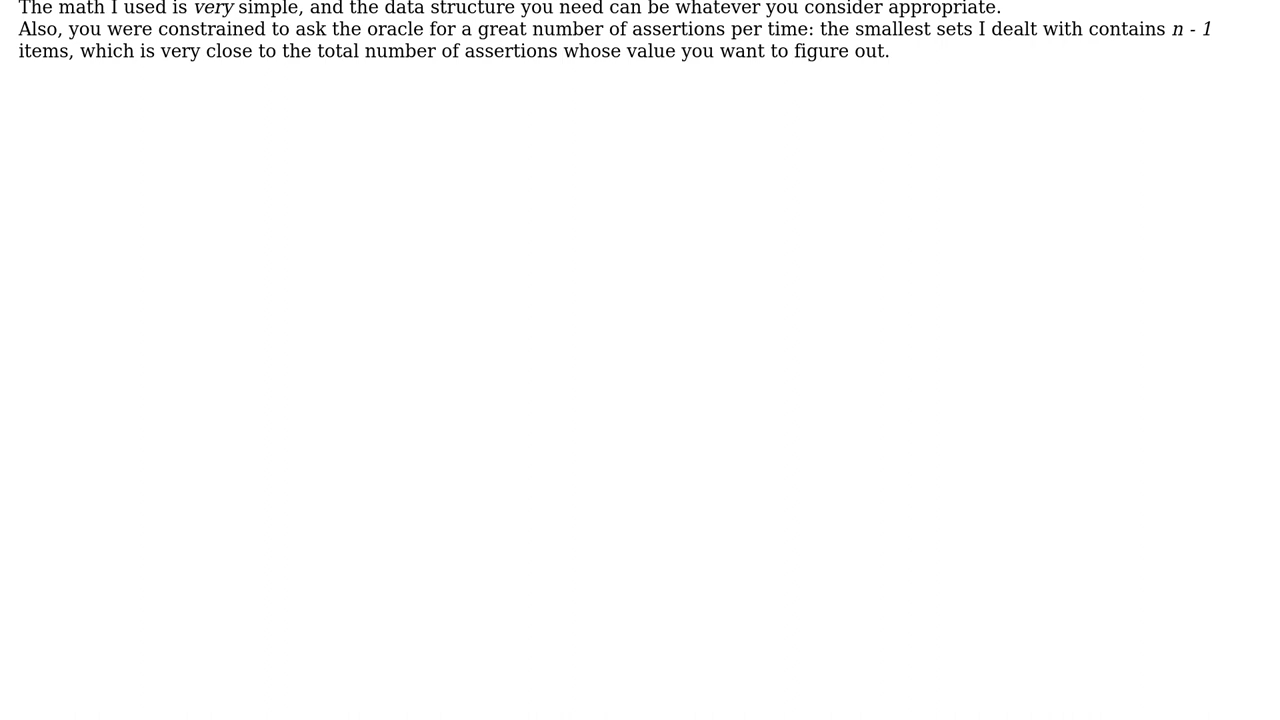 The math I used is very simple, and the data structure you need can be whatever you consider appropriate.
Also, you were constrained to ask the oracle for a great number of assertions per time: the smallest sets I dealt with contains n - 1
items, which is very close to the total number of assertions whose value you want to figure out.